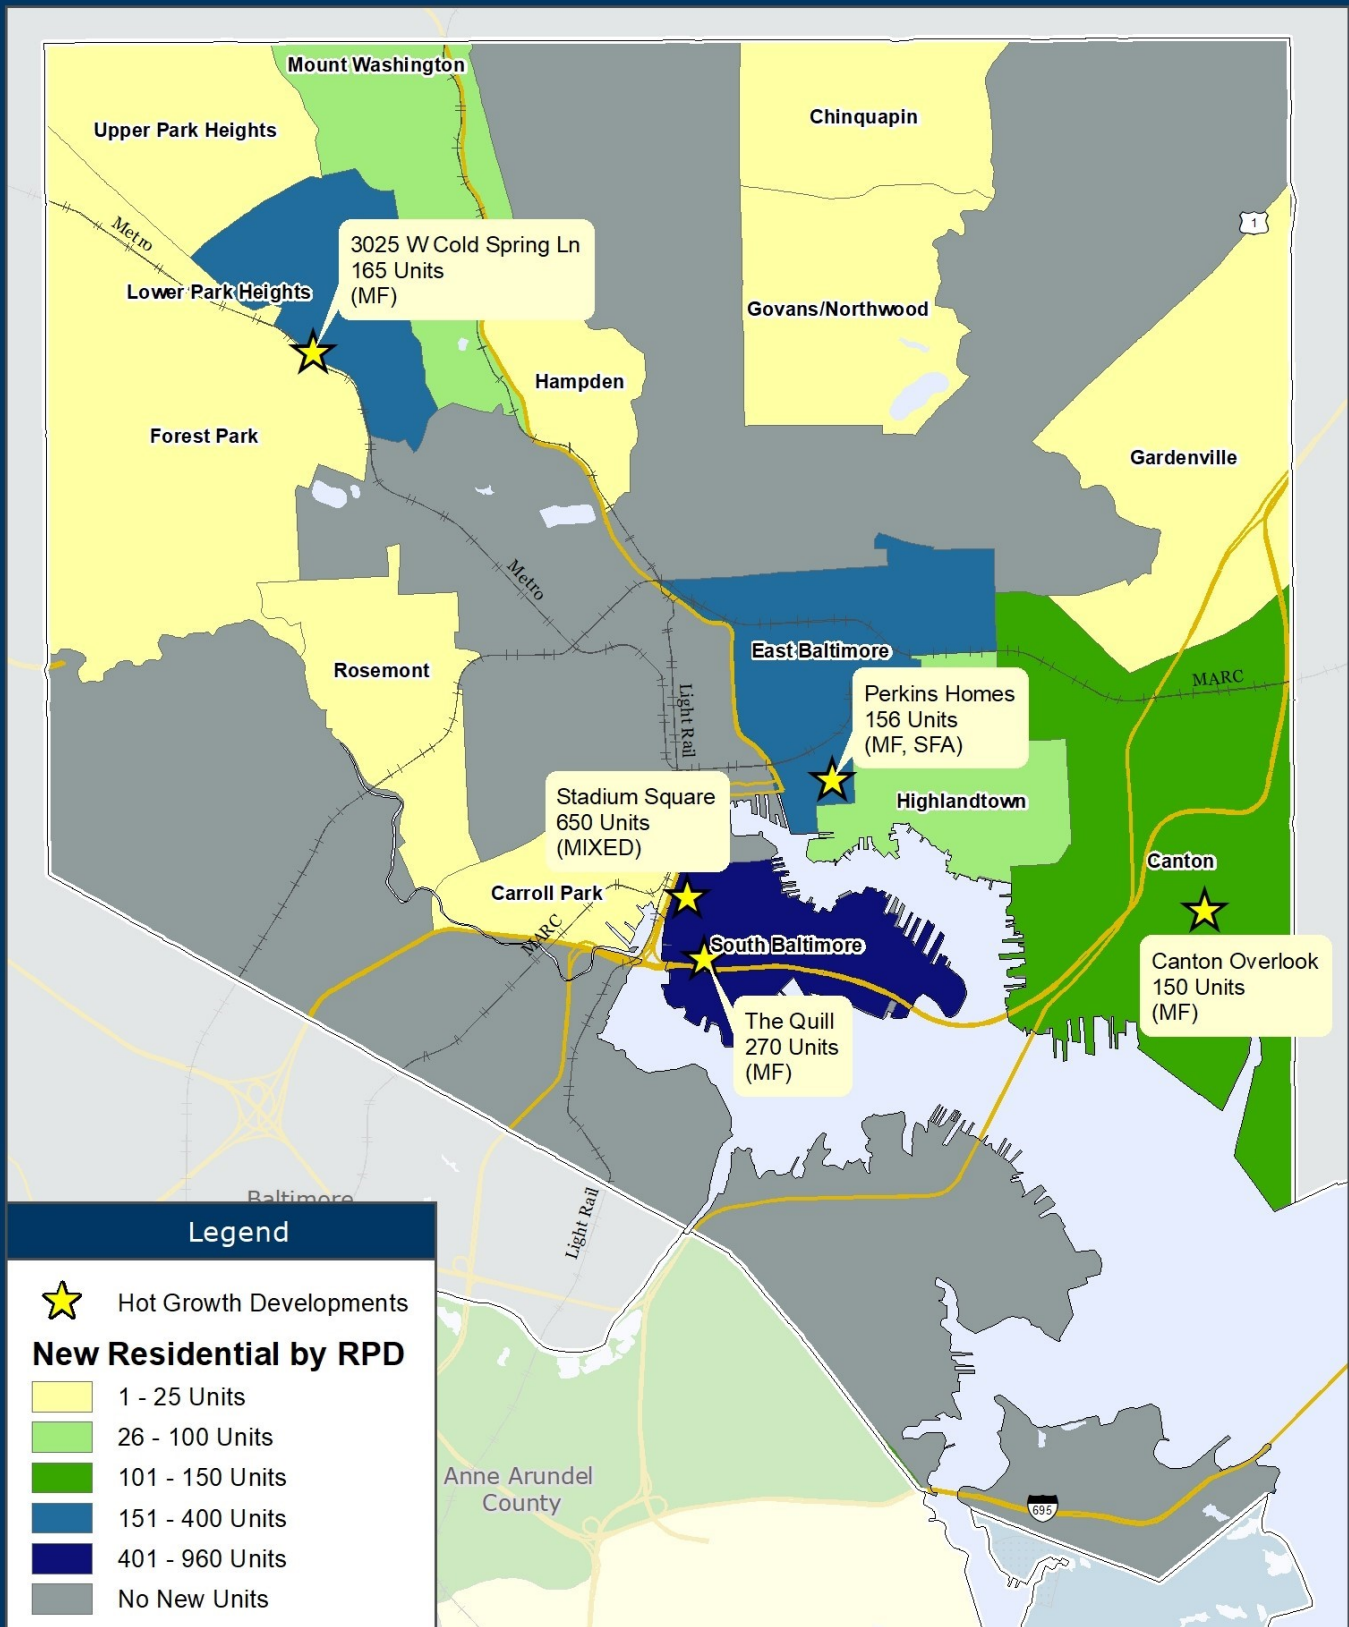 Mount Washington
Upper Park Heights
Chinquapin
1
Metro
3025 W Cold Spring Ln
165 Units
(MF)
Lower Park Heights
Govans/Northwood
Hampden
Forest Park
Gardenville
Metro
East Baltimore
Rosemont
MARC
Light Rail
Perkins Homes
156 Units
(MF, SFA)
Stadium Square
650 Units
(MIXED)
Highlandtown
Canton
Carroll Park
MARC
South Baltimore
Canton Overlook
150 Units
(MF)
The Quill
270 Units
(MF)
Baltimore
Light Rail
Legend
Hot Growth Developments
New Residential by RPD
1 - 25 Units
26 - 100 Units
101 - 150 Units
151 - 400 Units
401 - 960 Units
No New Units
Anne Arundel
County
695